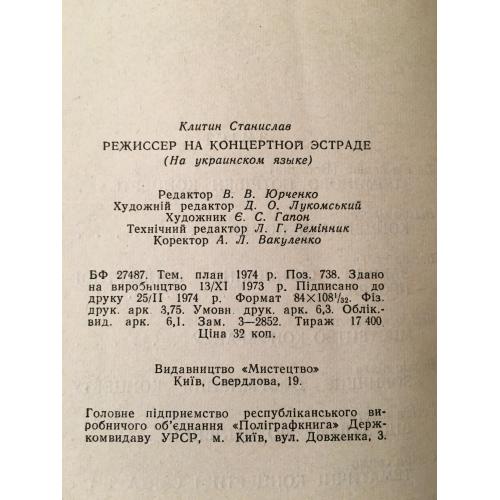 Клитин Станислав
РЕЖИССЕР НА КОНЦЕРТНОЙ ЭСТРАДЕ
(На украинском языке)
Редактор В. В. Юрченко
Художній редактор Д. О. Лукомський
Художник Є. С. Гапон
Технічний редактор Л. Г. Ремінник
Коректор А. Л. Вакуленко
БФ 27487. Тем. план 1974 р. Поз. 738. Здано
на виробництво 13/XI 1973 р. Підписано до
друку 25/II 1974 р. Формат 84×108¹/₃₂. Фіз.
друк. арк. 3,75. Умовн. друк. арк. 6,3. Облік.-
вид. арк. 6,1. Зам. 3—2852. Тираж 17 400
Ціна 32 коп.
Видавництво «Мистецтво»
Київ, Свердлова, 19.
Головне підприємство республіканського ви-
робничого об'єднання «Поліграфкнига» Держ-
комвидаву УРСР, м. Київ, вул. Довженка, 3.